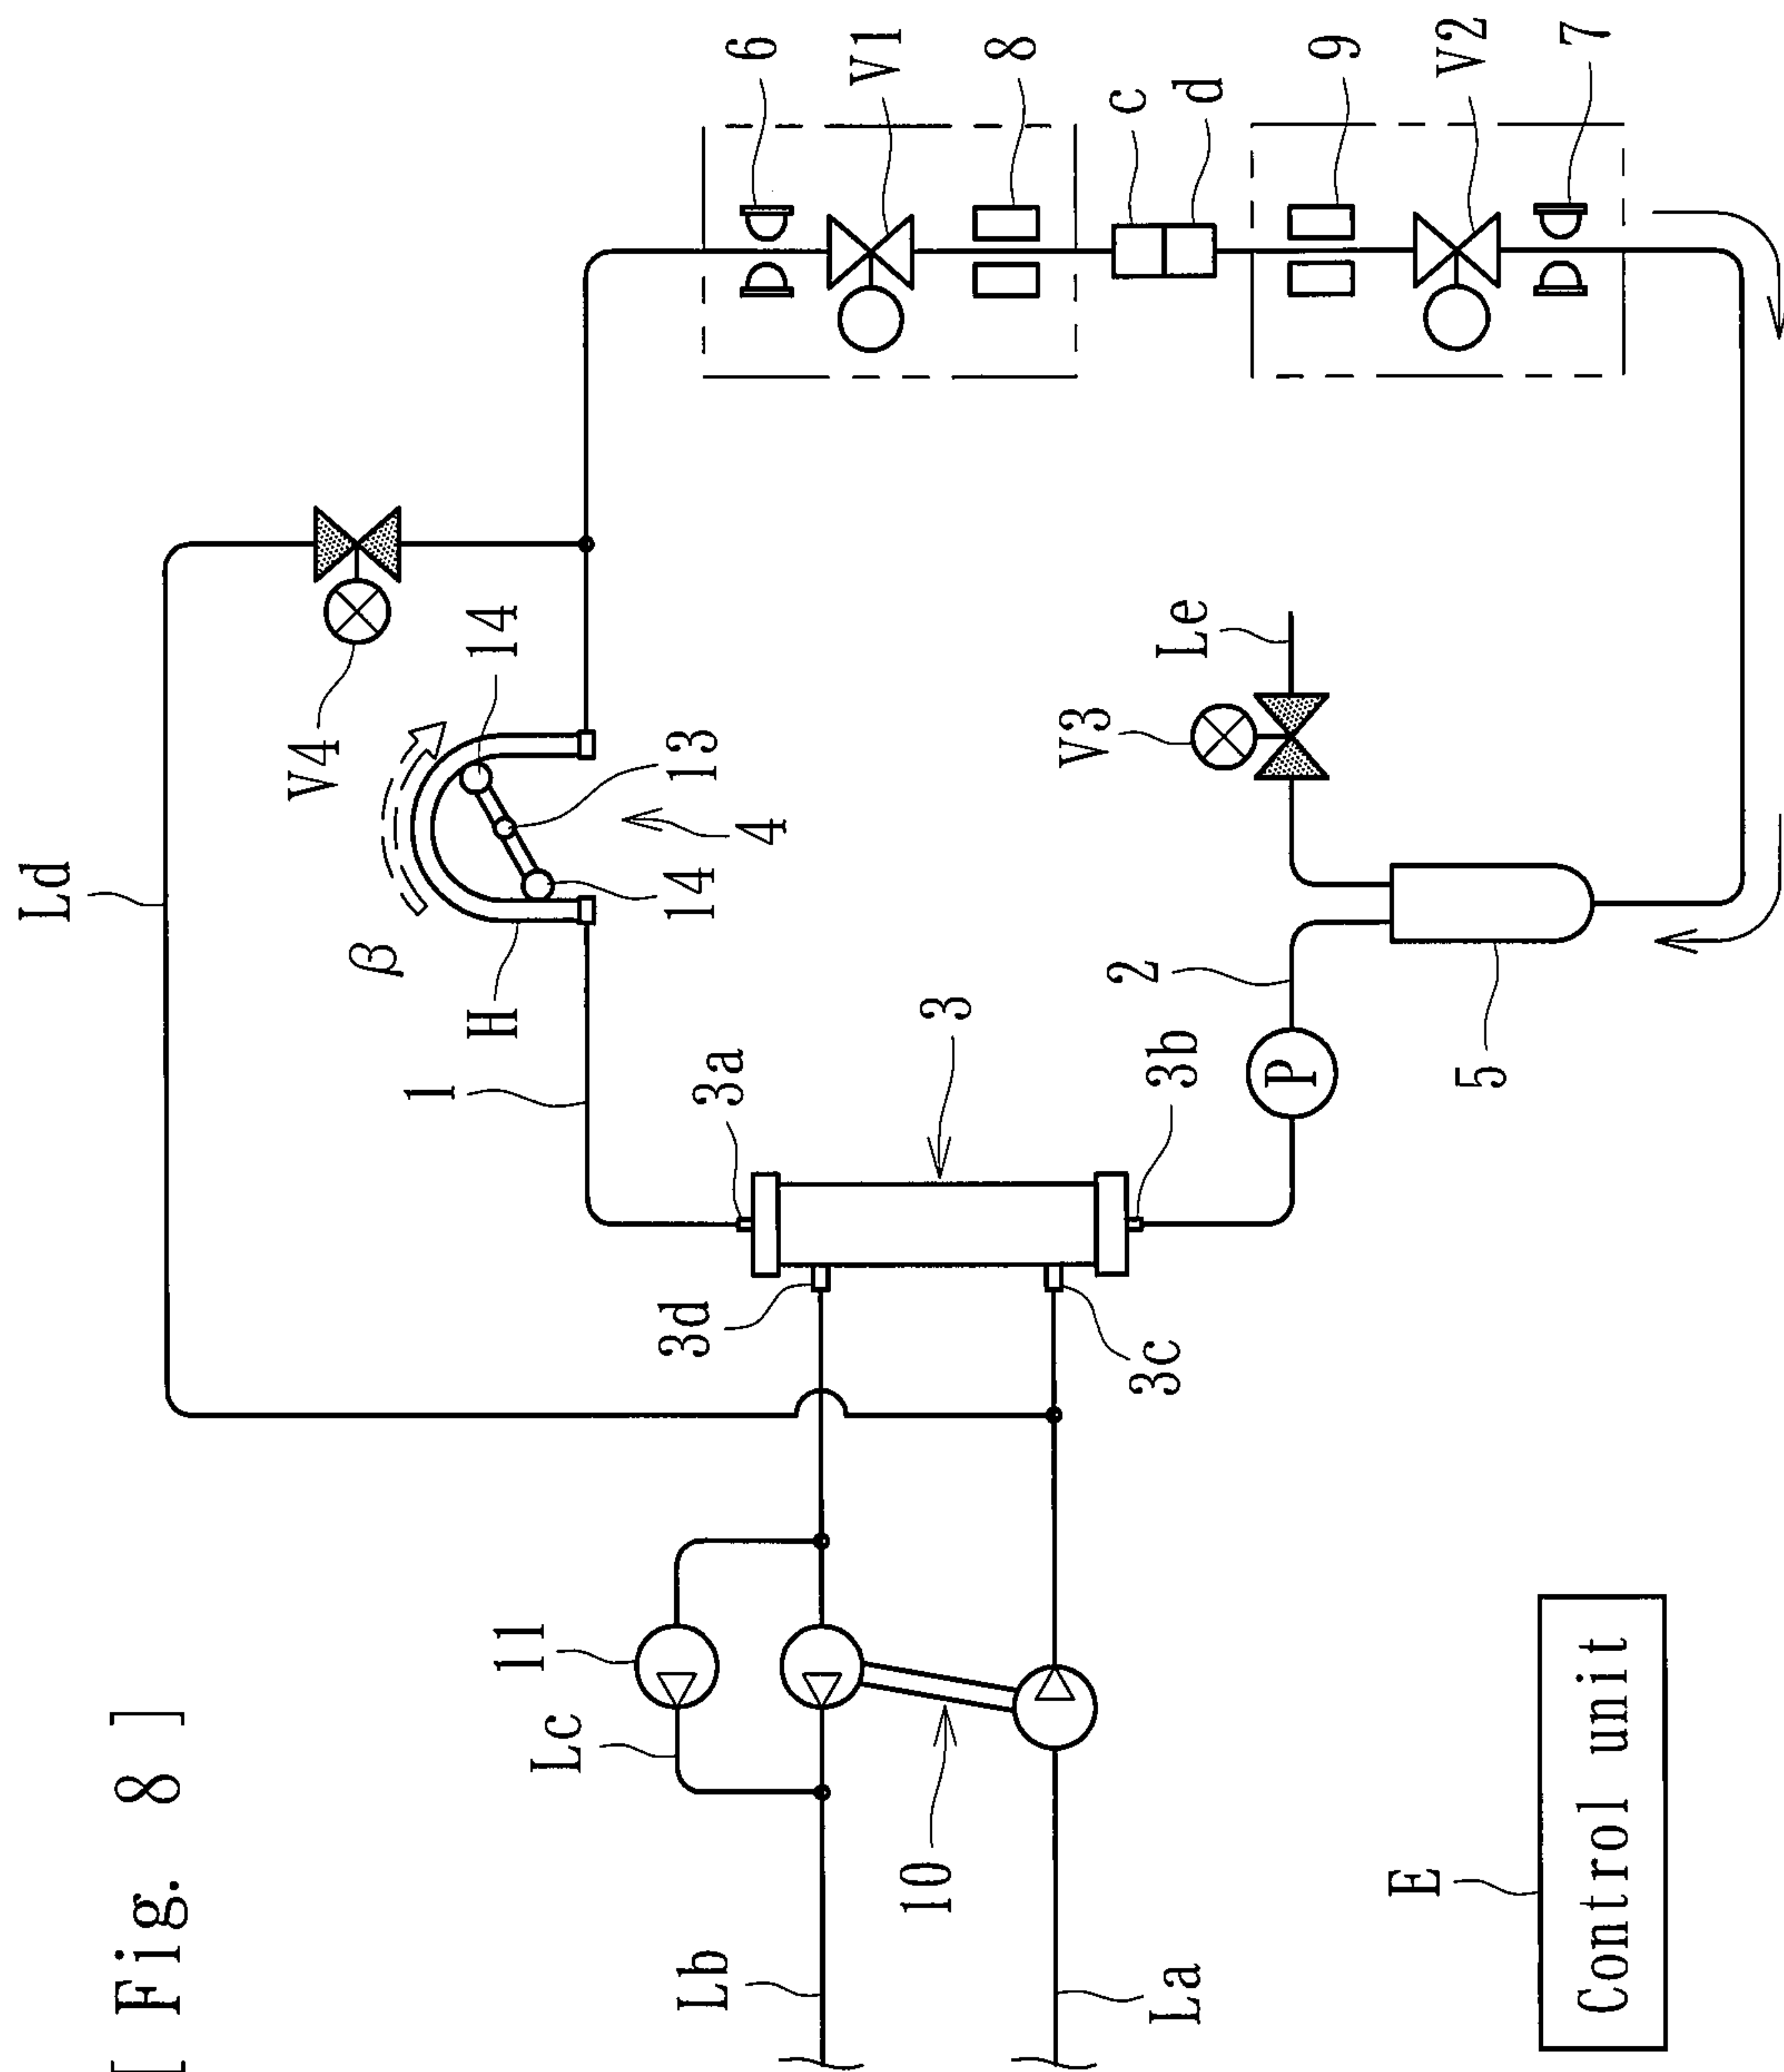 [ Fig. 8 ]
Ld
V4
14
β
H
13
4
14
1
3a
3
3b
3d
3c
2
P
5
V3
Le
6
V1
8
c
d
9
V2
7
11
Lc
10
Lb
La
E
Control unit